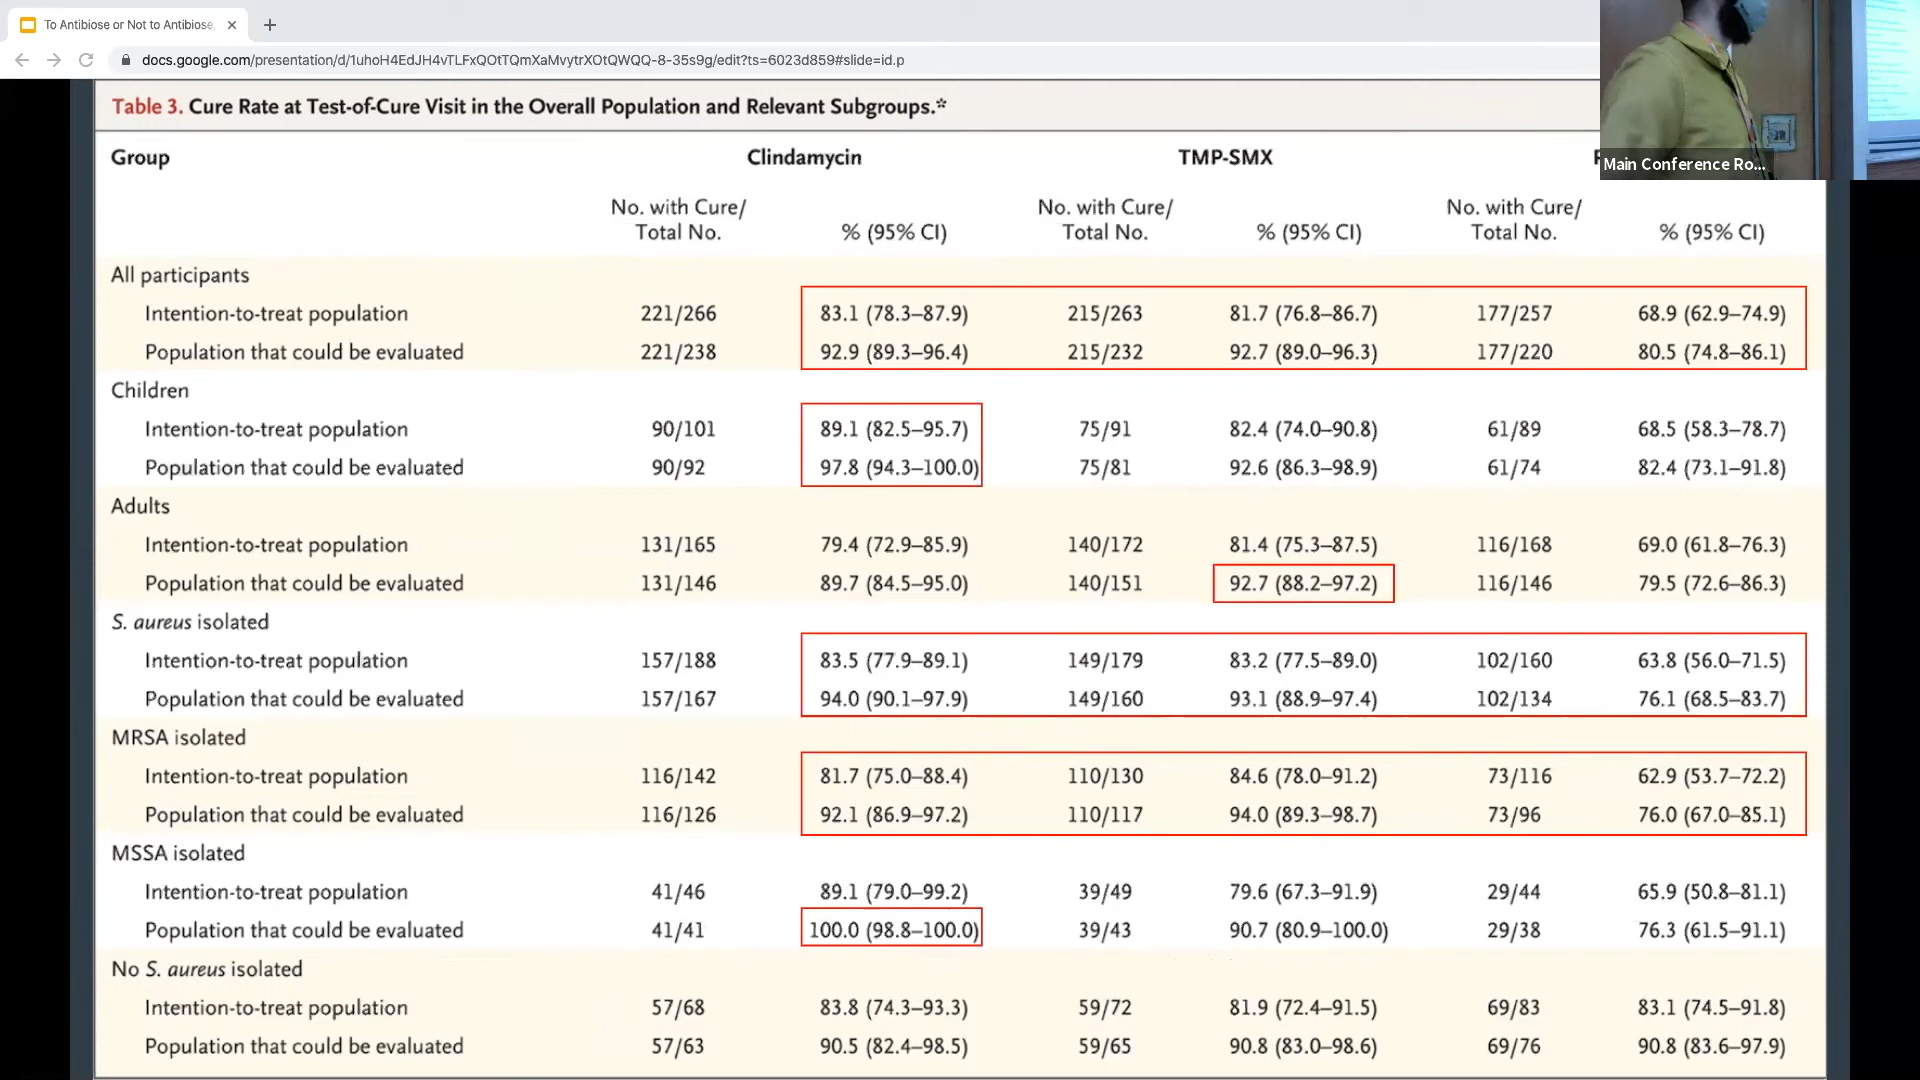 To Antibiose or Not to Antibiose
docs.google.com/presentation/d/1uhoH4EdJH4vTLFxQOtTQmXaMvytrXOtQWQQ-8-35s9g/edit?ts=6023d859#slide=id.p
Main Conference Ro...
Table 3. Cure Rate at Test-of-Cure Visit in the Overall Population and Relevant Subgroups.*
Group Clindamycin TMP-SMX
No. with Cure/ No. with Cure/ No. with Cure/
Total No. % (95% CI) Total No. % (95% CI) Total No. % (95% CI)
All participants
Intention-to-treat population 221/266 83.1 (78.3–87.9) 215/263 81.7 (76.8–86.7) 177/257 68.9 (62.9–74.9)
Population that could be evaluated 221/238 92.9 (89.3–96.4) 215/232 92.7 (89.0–96.3) 177/220 80.5 (74.8–86.1)
Children
Intention-to-treat population 90/101 89.1 (82.5–95.7) 75/91 82.4 (74.0–90.8) 61/89 68.5 (58.3–78.7)
Population that could be evaluated 90/92 97.8 (94.3–100.0) 75/81 92.6 (86.3–98.9) 61/74 82.4 (73.1–91.8)
Adults
Intention-to-treat population 131/165 79.4 (72.9–85.9) 140/172 81.4 (75.3–87.5) 116/168 69.0 (61.8–76.3)
Population that could be evaluated 131/146 89.7 (84.5–95.0) 140/151 92.7 (88.2–97.2) 116/146 79.5 (72.6–86.3)
S. aureus isolated
Intention-to-treat population 157/188 83.5 (77.9–89.1) 149/179 83.2 (77.5–89.0) 102/160 63.8 (56.0–71.5)
Population that could be evaluated 157/167 94.0 (90.1–97.9) 149/160 93.1 (88.9–97.4) 102/134 76.1 (68.5–83.7)
MRSA isolated
Intention-to-treat population 116/142 81.7 (75.0–88.4) 110/130 84.6 (78.0–91.2) 73/116 62.9 (53.7–72.2)
Population that could be evaluated 116/126 92.1 (86.9–97.2) 110/117 94.0 (89.3–98.7) 73/96 76.0 (67.0–85.1)
MSSA isolated
Intention-to-treat population 41/46 89.1 (79.0–99.2) 39/49 79.6 (67.3–91.9) 29/44 65.9 (50.8–81.1)
Population that could be evaluated 41/41 100.0 (98.8–100.0) 39/43 90.7 (80.9–100.0) 29/38 76.3 (61.5–91.1)
No S. aureus isolated
Intention-to-treat population 57/68 83.8 (74.3–93.3) 59/72 81.9 (72.4–91.5) 69/83 83.1 (74.5–91.8)
Population that could be evaluated 57/63 90.5 (82.4–98.5) 59/65 90.8 (83.0–98.6) 69/76 90.8 (83.6–97.9)